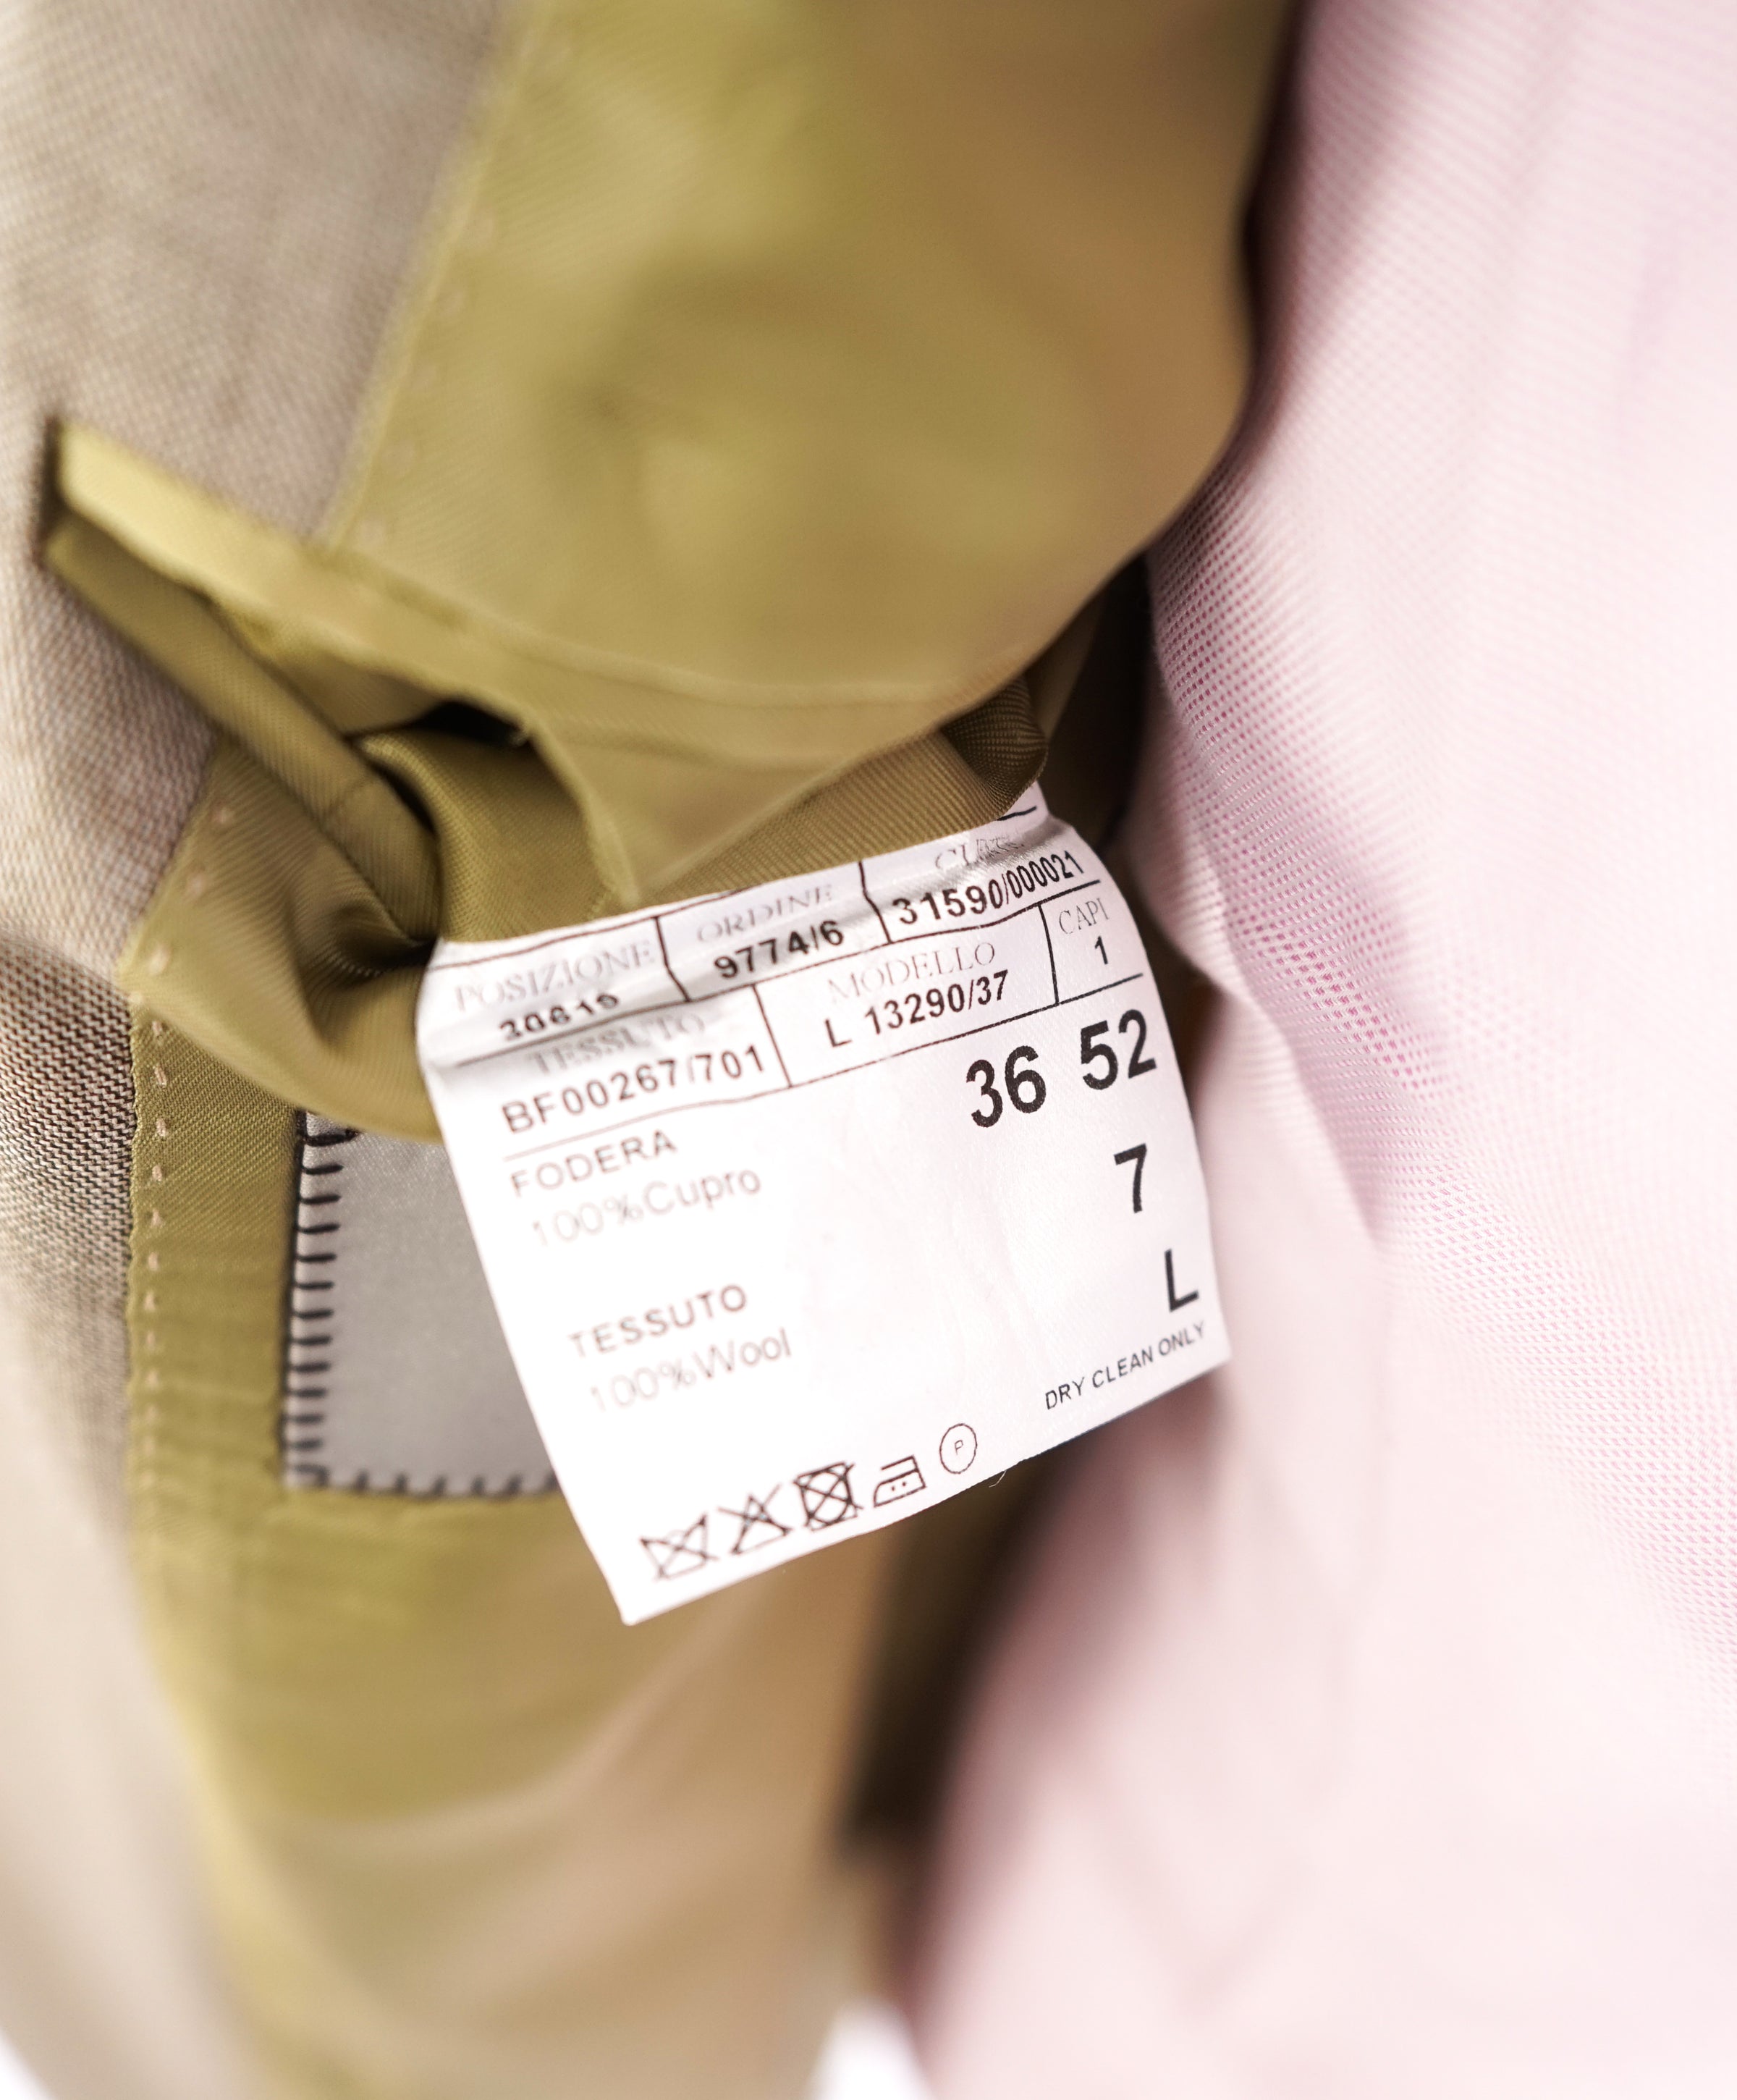 POSIZIONE ORDINE
9774/6 31590/000021
TESSUTO MODELLO CAPI
BF00267/701 L 13290/37 1
36 52
FODERA
100%Cupro
7
L
TESSUTO
100%Wool
DRY CLEAN ONLY
P